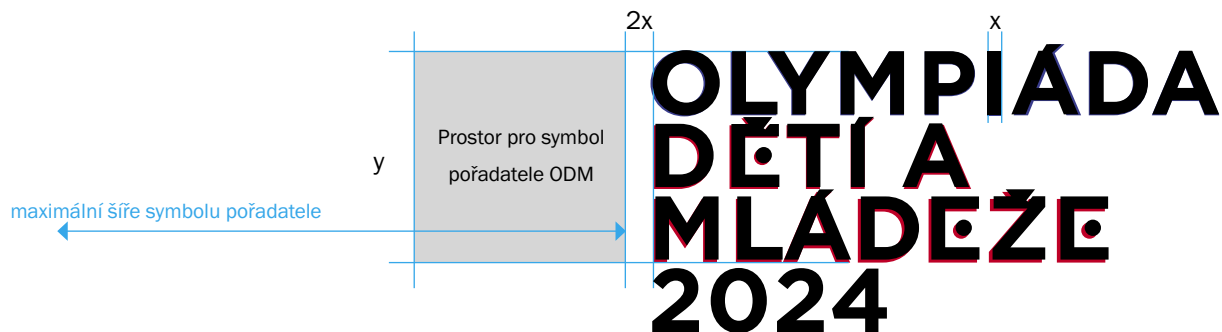 2x
x
OLYMPIÁDA
DĚTÍ A
MLÁDEŽE
2024
Prostor pro symbol
pořadatele ODM
y
maximální šíře symbolu pořadatele